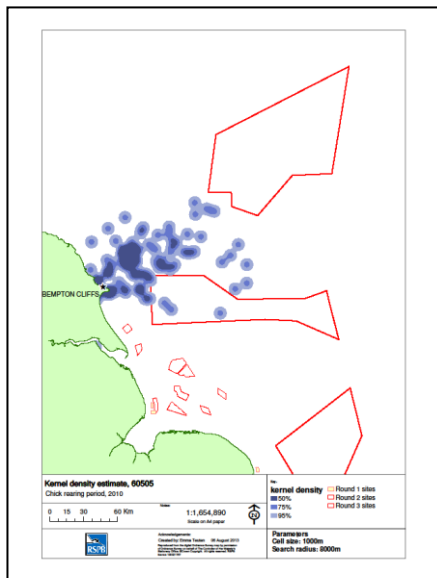 BEMPTON CLIFFS
Kernel density estimate, 60505
Chick rearing period, 2010
0 15 30 60 Km
1:1,654,890
Scale on A4 paper
N
kernel density
50%
75%
95%
Round 1 sites
Round 2 sites
Round 3 sites
RSPB
Acknowledgements
Parameters
Cell size: 1000m
Search radius: 8000m